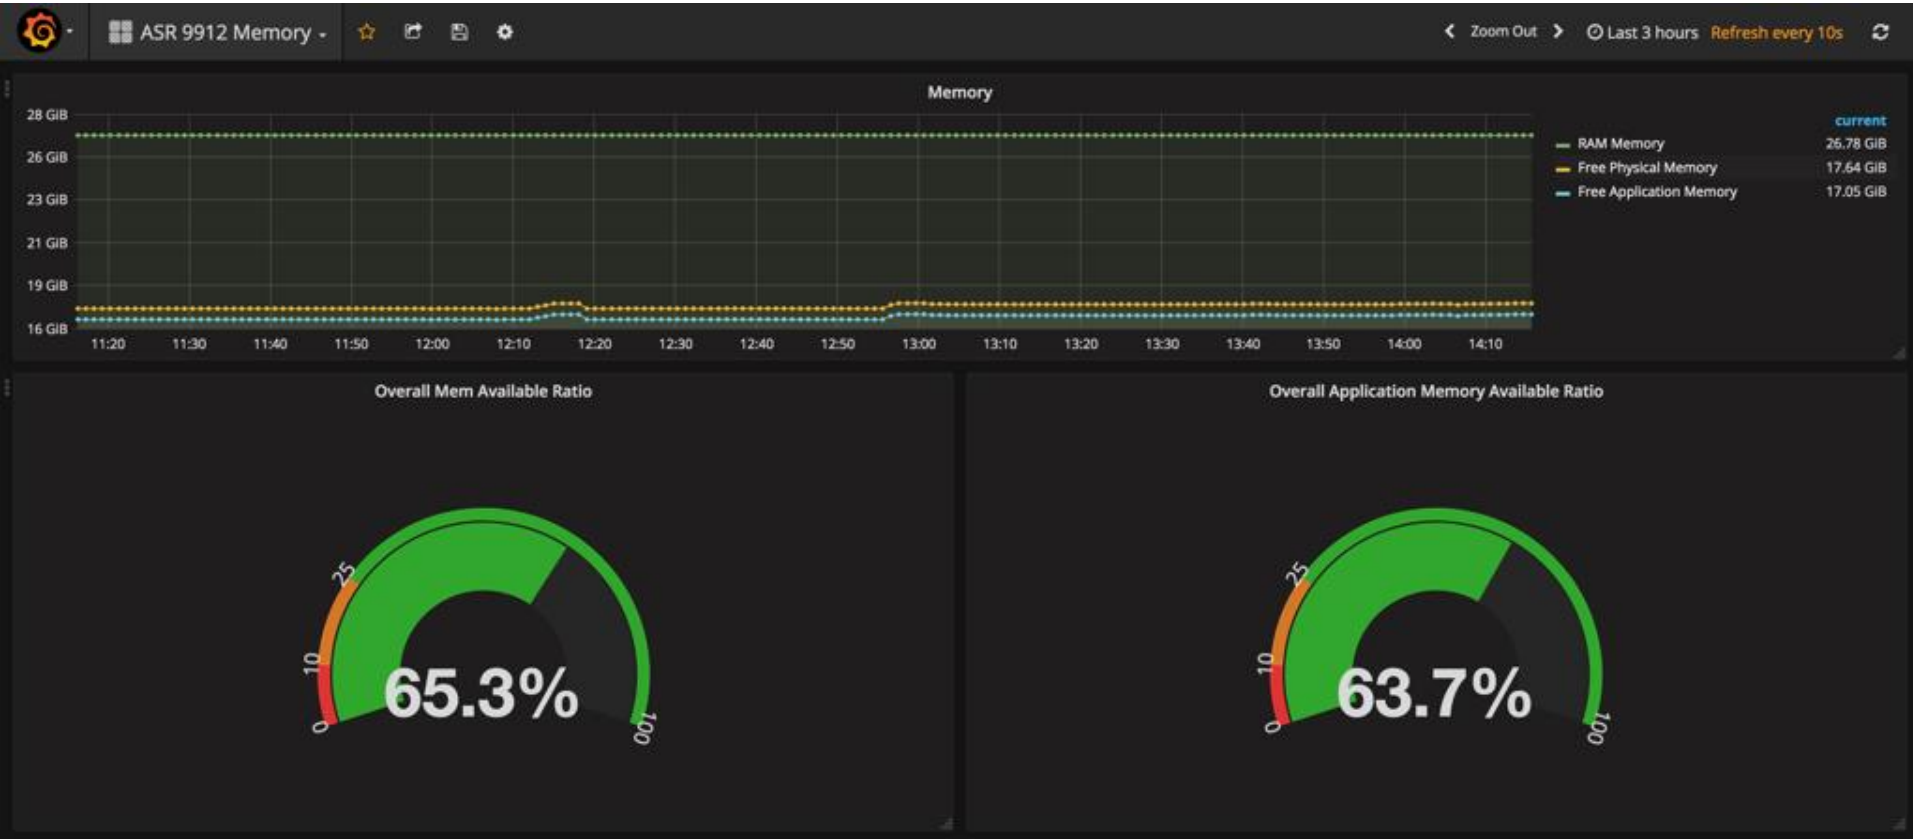 ASR 9912 Memory
Zoom Out
Last 3 hours Refresh every 10s
Memory
28 GiB
26 GiB
23 GiB
21 GiB
19 GiB
16 GiB
11:20 11:30 11:40 11:50 12:00 12:10 12:20 12:30 12:40 12:50 13:00 13:10 13:20 13:30 13:40 13:50 14:00 14:10
current
RAM Memory 26.78 GiB
Free Physical Memory 17.64 GiB
Free Application Memory 17.05 GiB
Overall Mem Available Ratio
25
10
0
65.3%
100
Overall Application Memory Available Ratio
25
10
0
63.7%
100